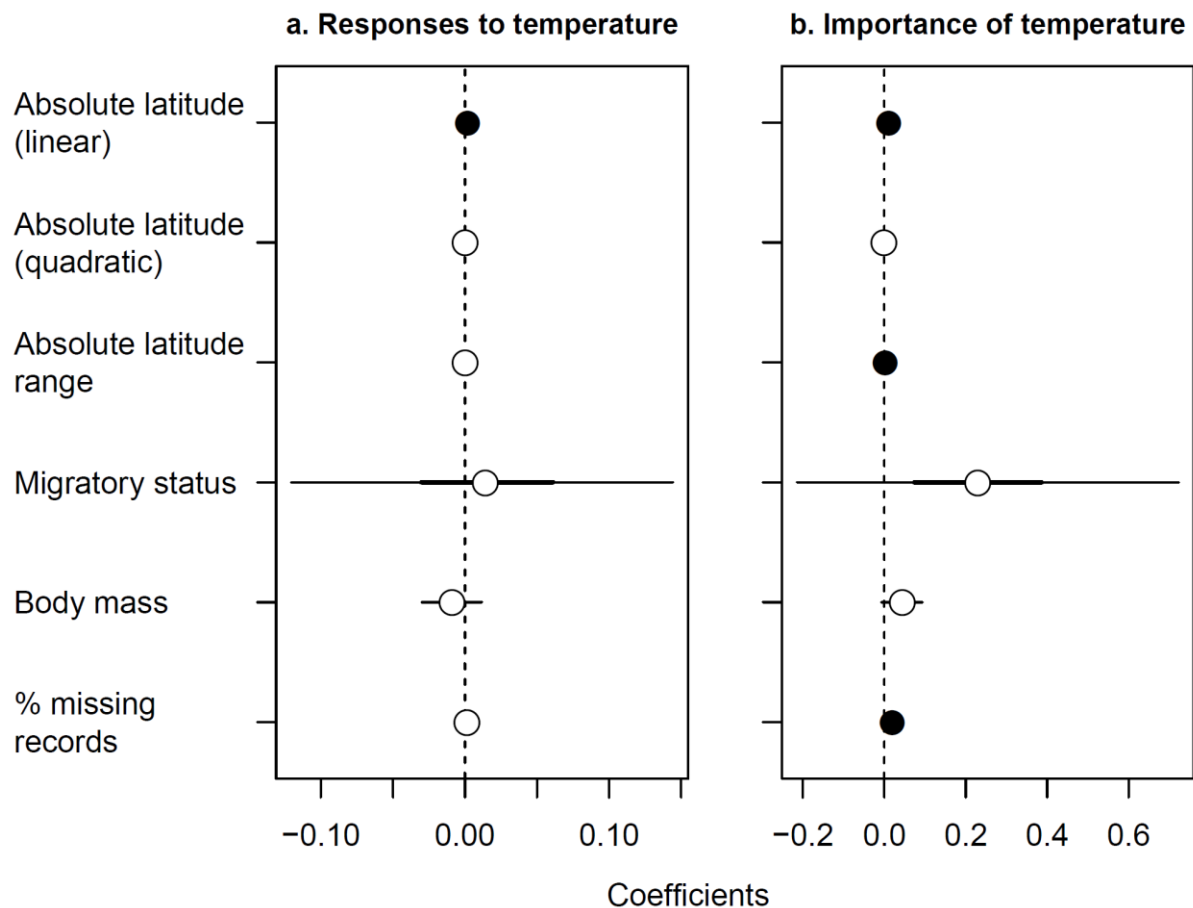 a. Responses to temperature
b. Importance of temperature
Absolute latitude
(linear)
Absolute latitude
(quadratic)
Absolute latitude
range
Migratory status
Body mass
% missing
records
−0.10 0.00 0.10
−0.2 0.0 0.2 0.4 0.6
Coefficients